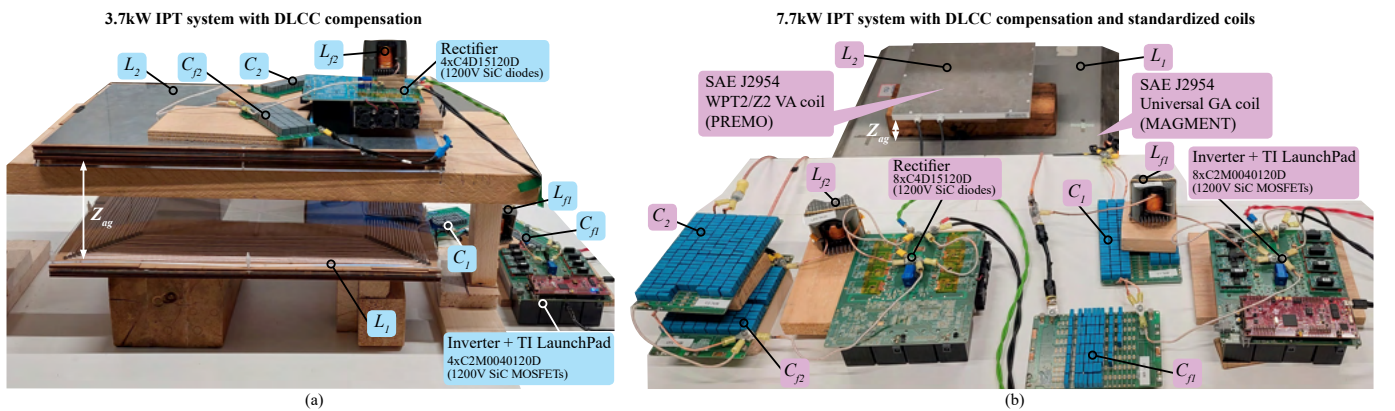 3.7kW IPT system with DLCC compensation
L2
Cf2
C2
Lf2
Rectifier
4xC4D15120D
(1200V SiC diodes)
Zag
Lf1
Cf1
C1
L1
Inverter + TI LaunchPad
4xC2M0040120D
(1200V SiC MOSFETs)
(a)
7.7kW IPT system with DLCC compensation and standardized coils
L2
L1
SAE J2954
WPT2/Z2 VA coil
(PREMO)
SAE J2954
Universal GA coil
(MAGMENT)
Zag
Lf2
Rectifier
8xC4D15120D
(1200V SiC diodes)
Lf1
Inverter + TI LaunchPad
8xC2M0040120D
(1200V SiC MOSFETs)
C2
C1
Cf2
Cf1
(b)